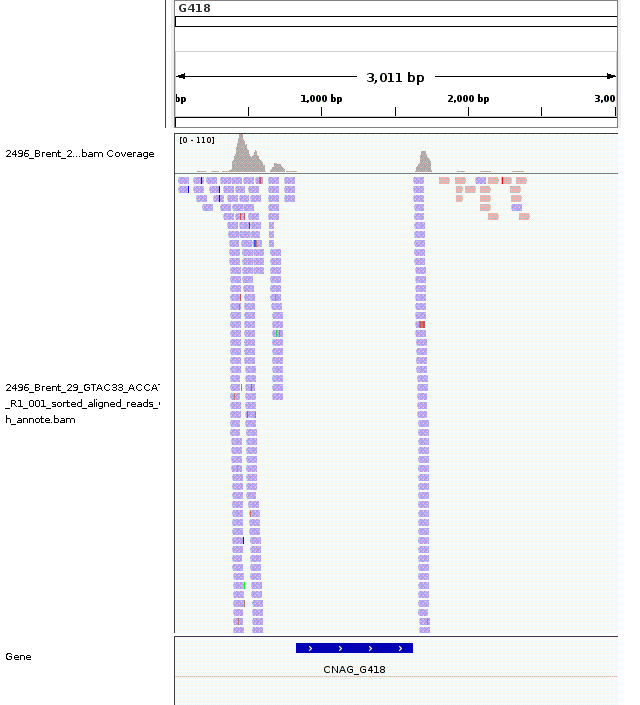 G418
3,011 bp
bp
1,000 bp
2,000 bp
3,00
[0 - 110]
2496_Brent_2...bam Coverage
2496_Brent_29_GTAC33_ACCAT
_R1_001_sorted_aligned_reads_
h_annote.bam
Gene
CNAG_G418